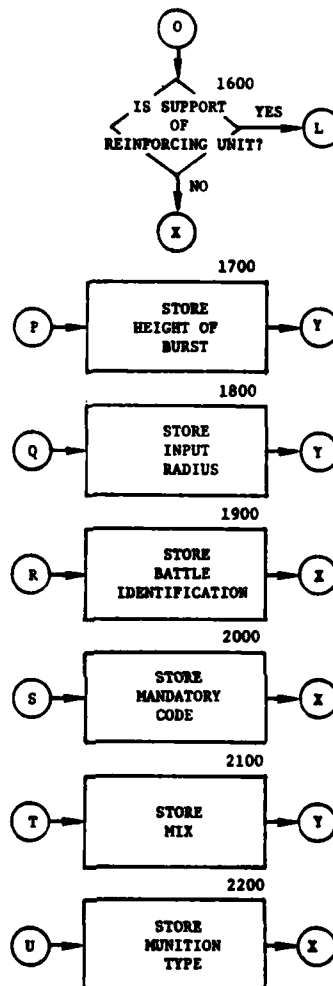 O
1600
IS SUPPORT
OF
REINFORCING UNIT?
YES
L
NO
X
1700
P
STORE
HEIGHT OF
BURST
Y
1800
Q
STORE
INPUT
RADIUS
Y
1900
R
STORE
BATTLE
IDENTIFICATION
X
2000
S
STORE
MANDATORY
CODE
X
2100
T
STORE
MIX
Y
2200
U
STORE
MUNITION
TYPE
X